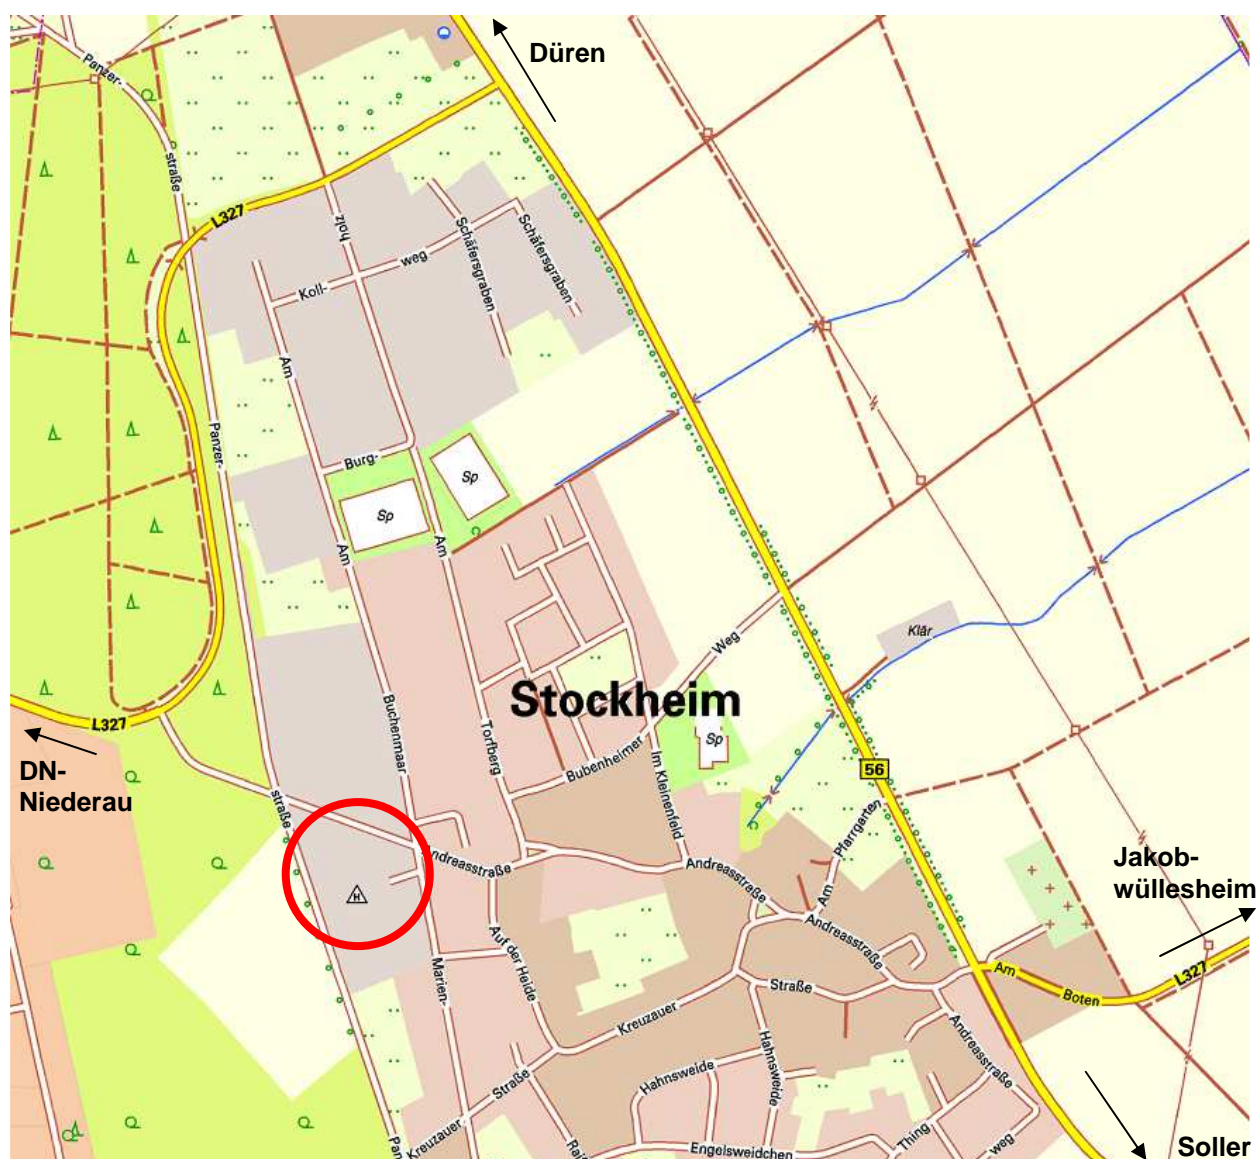 Düren
Panzer-
straße
L327
holz
Koll-
weg
Schäfersgraben
Schäfersgraben
Am
Panzer-
Burg-
Sp
Sp
Am
Am
Weg
Klär
Stockheim
Buchenmaar
Torfberg
Bubenheimer
Im Kleinenfeld
Sp
L327
DN-
Niederau
56
straße
Andreasstraße
Andreasstraße
Am Pfarrgarten
Jakob-
wüllesheim
H
Andreasstraße
Auf der Heide
Marien-
Kreuzauer
Straße
Am
Boten
L327
Andreasstraße
Hahnsweide
Hahnsweide
Kreuzauer
Straße
Engelsweidchen
Thing
weg
Soller